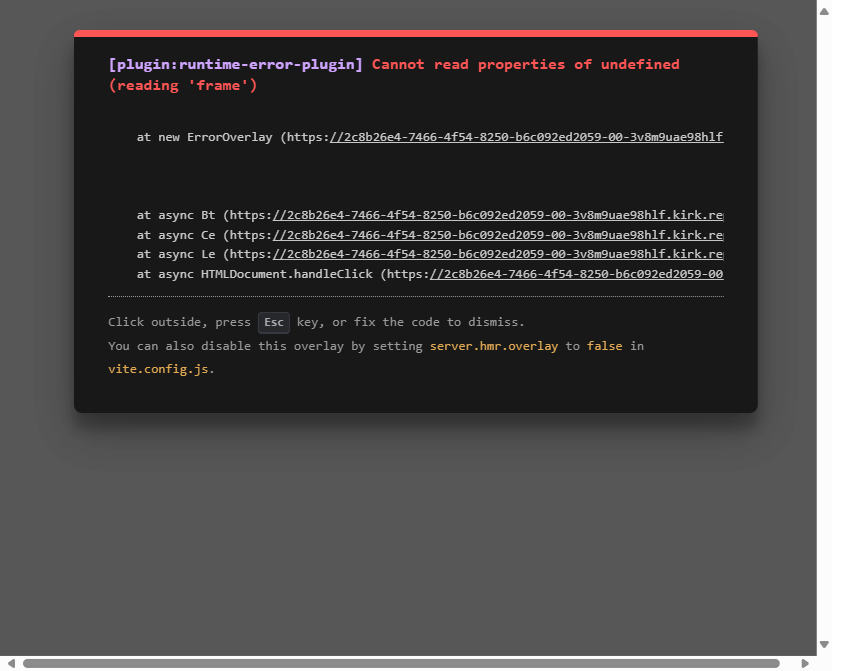 [plugin:runtime-error-plugin] Cannot read properties of undefined
(reading 'frame')
at new ErrorOverlay (https://2c8b26e4-7466-4f54-8250-b6c092ed2059-00-3v8m9uae98hlf
at async Bt (https://2c8b26e4-7466-4f54-8250-b6c092ed2059-00-3v8m9uae98hlf.kirk.re
at async Ce (https://2c8b26e4-7466-4f54-8250-b6c092ed2059-00-3v8m9uae98hlf.kirk.re
at async Le (https://2c8b26e4-7466-4f54-8250-b6c092ed2059-00-3v8m9uae98hlf.kirk.re
at async HTMLDocument.handleClick (https://2c8b26e4-7466-4f54-8250-b6c092ed2059-00
Click outside, press Esc key, or fix the code to dismiss.
You can also disable this overlay by setting server.hmr.overlay to false in
vite.config.js.